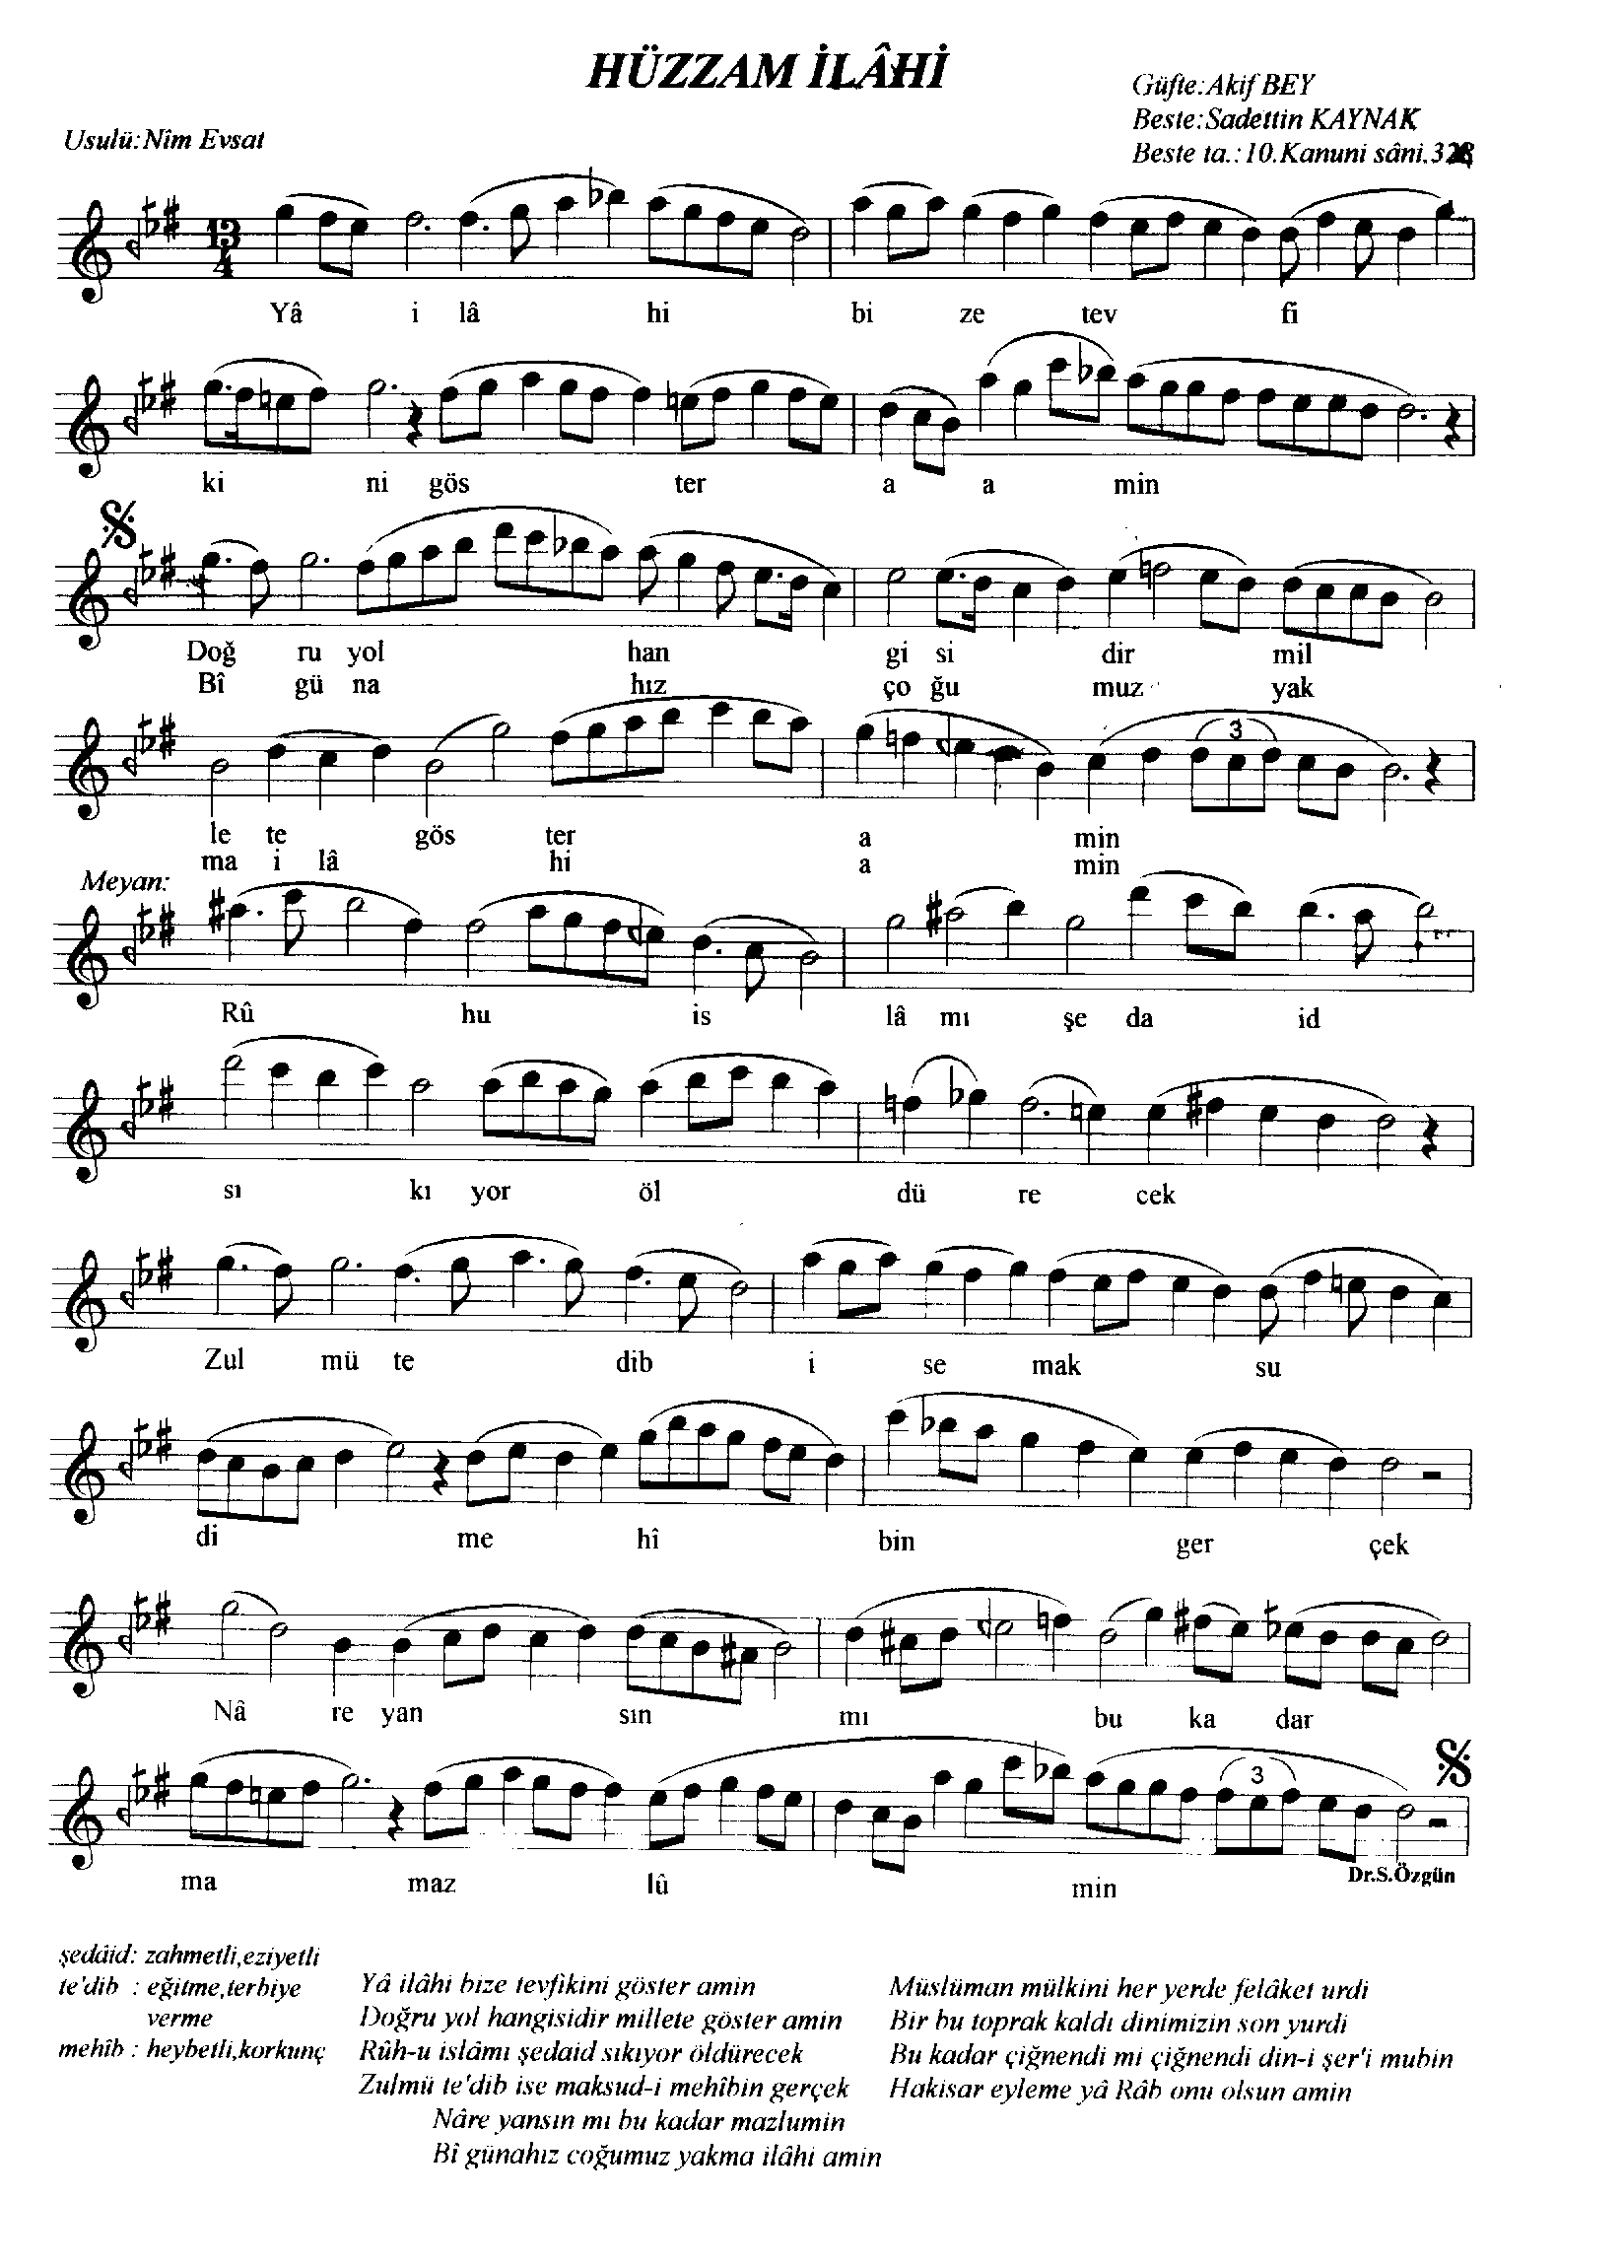 HÜZZAM İLÂHİ
Güfte:Akif BEY
Beste:Sadettin KAYNAK
Usulü:Nîm Evsat
Beste ta.:10.Kanuni sâni.
13
4
Yâ i lâ hi bi ze tev fi
ki ni gös ter a a min
Doğ ru yol han gi si dir mil
Bî gü na hız ço ğu muz yak
3
le te gös ter a min
ma i lâ hi a min
Meyan:
Rû hu is lâ mı şe da id
sı kı yor öl dü re cek
Zul mü te dib i se mak su
di me hî bin ger çek
Nâ re yan sın mı bu ka dar
3
ma maz lû min
Dr.S.Özgün
şedâid: zahmetli,eziyetli
te'dib : eğitme,terbiye
verme
mehîb : heybetli,korkunç
Yâ ilâhi bize tevfikini göster amin
Doğru yol hangisidir millete göster amin
Rûh-u islâmı şedaid sıkıyor öldürecek
Zulmü te'dib ise maksud-i mehîbin gerçek
Nâre yansın mı bu kadar mazlumin
Bî günahız coğumuz yakma ilâhi amin
Müslüman mülkini her yerde felâket urdi
Bir bu toprak kaldı dinimizin son yurdi
Bu kadar çiğnendi mi çiğnendi din-i şer'i mubin
Hakisar eyleme yâ Râb onu olsun amin